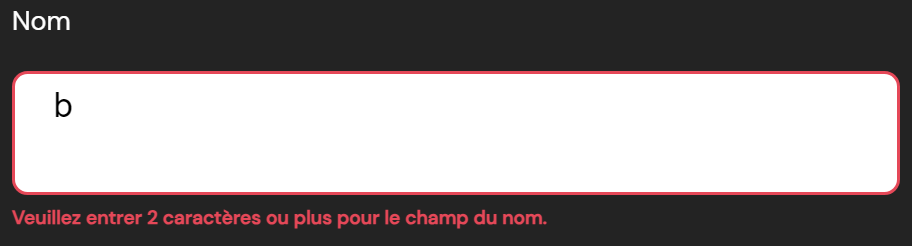 Nom
b
Veuillez entrer 2 caractères ou plus pour le champ du nom.